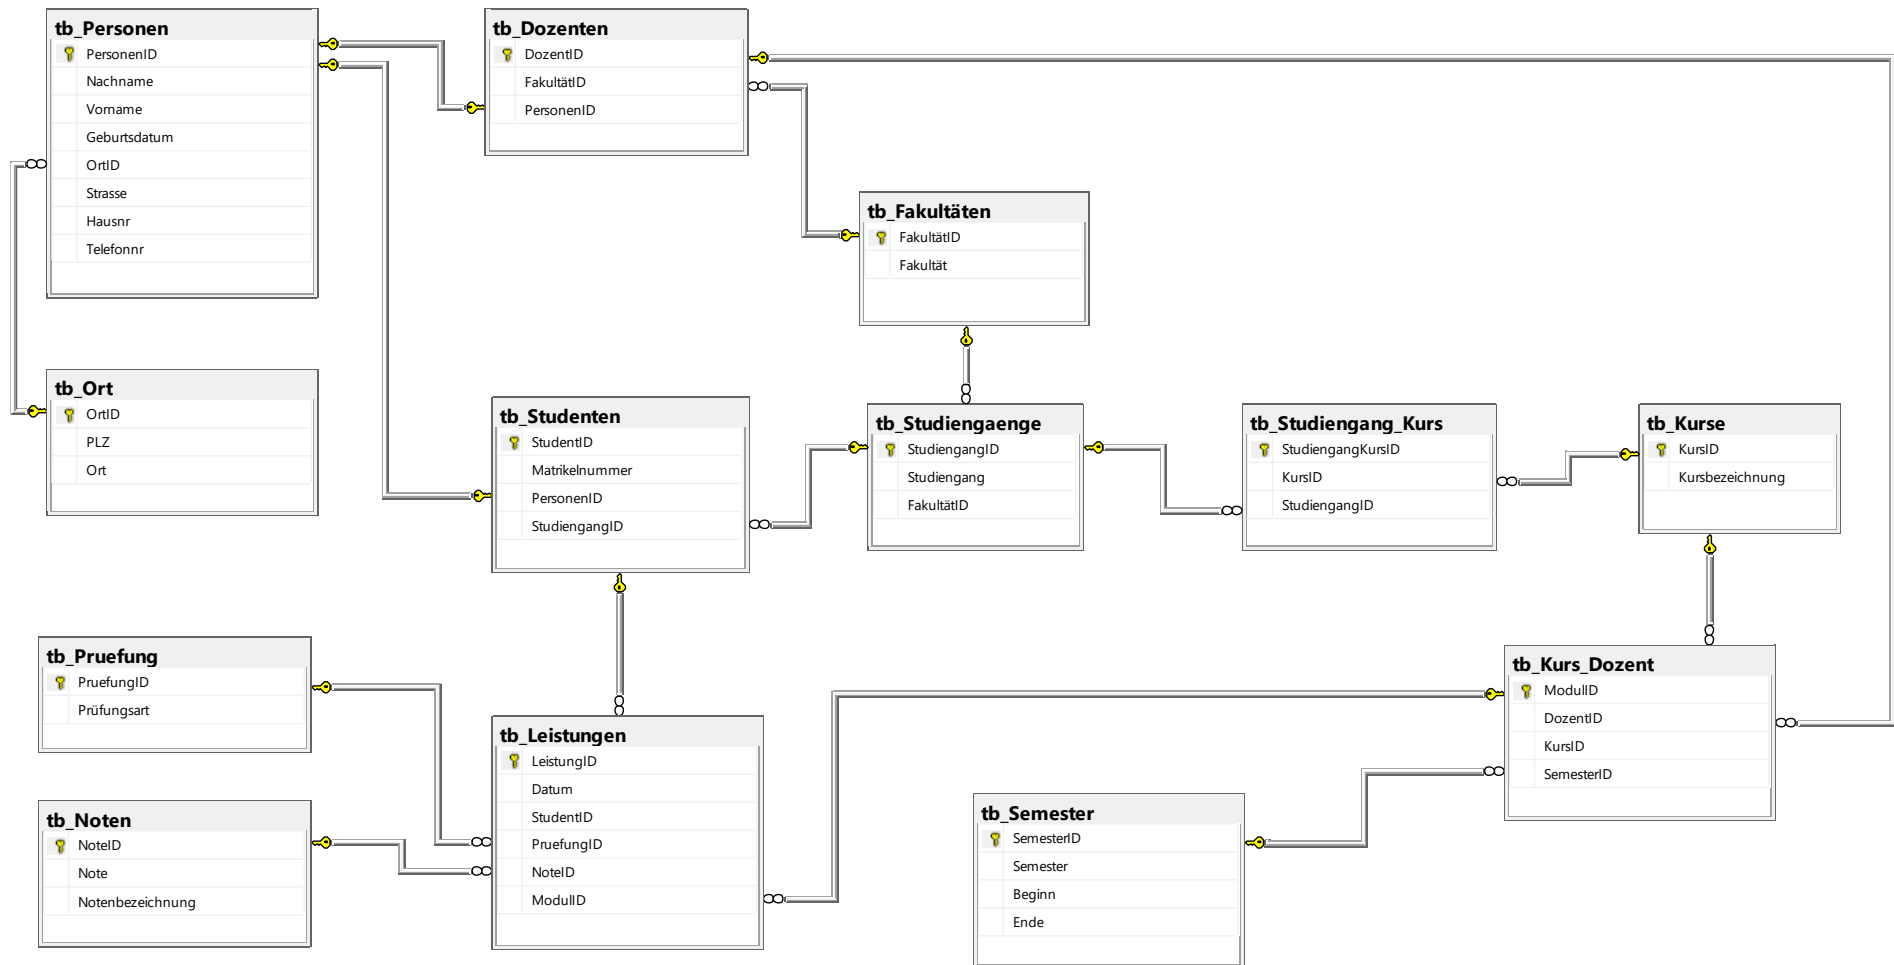 tb_Personen
PersonenID
Nachname
Vorname
Geburtsdatum
OrtID
Strasse
Hausnr
Telefonnr
tb_Dozenten
DozentID
FakultätID
PersonenID
tb_Fakultäten
FakultätID
Fakultät
tb_Ort
OrtID
PLZ
Ort
tb_Studenten
StudentID
Matrikelnummer
PersonenID
StudiengangID
tb_Studiengaenge
StudiengangID
Studiengang
FakultätID
tb_Studiengang_Kurs
StudiengangKursID
KursID
StudiengangID
tb_Kurse
KursID
Kursbezeichnung
tb_Pruefung
PruefungID
Prüfungsart
tb_Noten
NoteID
Note
Notenbezeichnung
tb_Leistungen
LeistungID
Datum
StudentID
PruefungID
NoteID
ModulID
tb_Semester
SemesterID
Semester
Beginn
Ende
tb_Kurs_Dozent
ModulID
DozentID
KursID
SemesterID